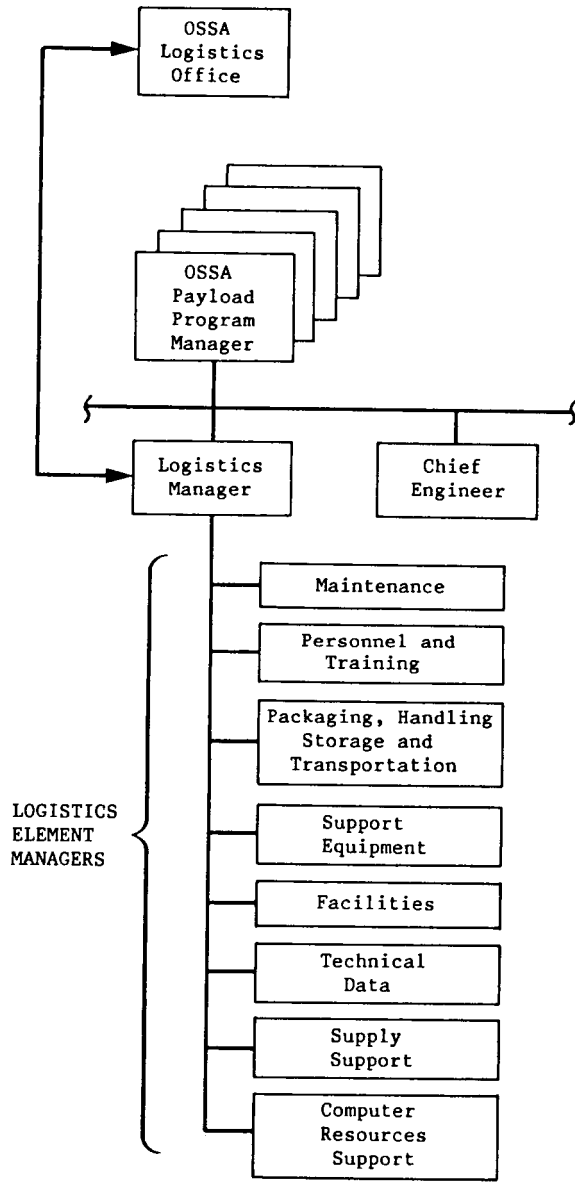 OSSA
Logistics
Office
OSSA
Payload
Program
Manager
Logistics
Manager
Chief
Engineer
Maintenance
Personnel and
Training
Packaging, Handling
Storage and
Transportation
LOGISTICS
ELEMENT
MANAGERS
Support
Equipment
Facilities
Technical
Data
Supply
Support
Computer
Resources
Support